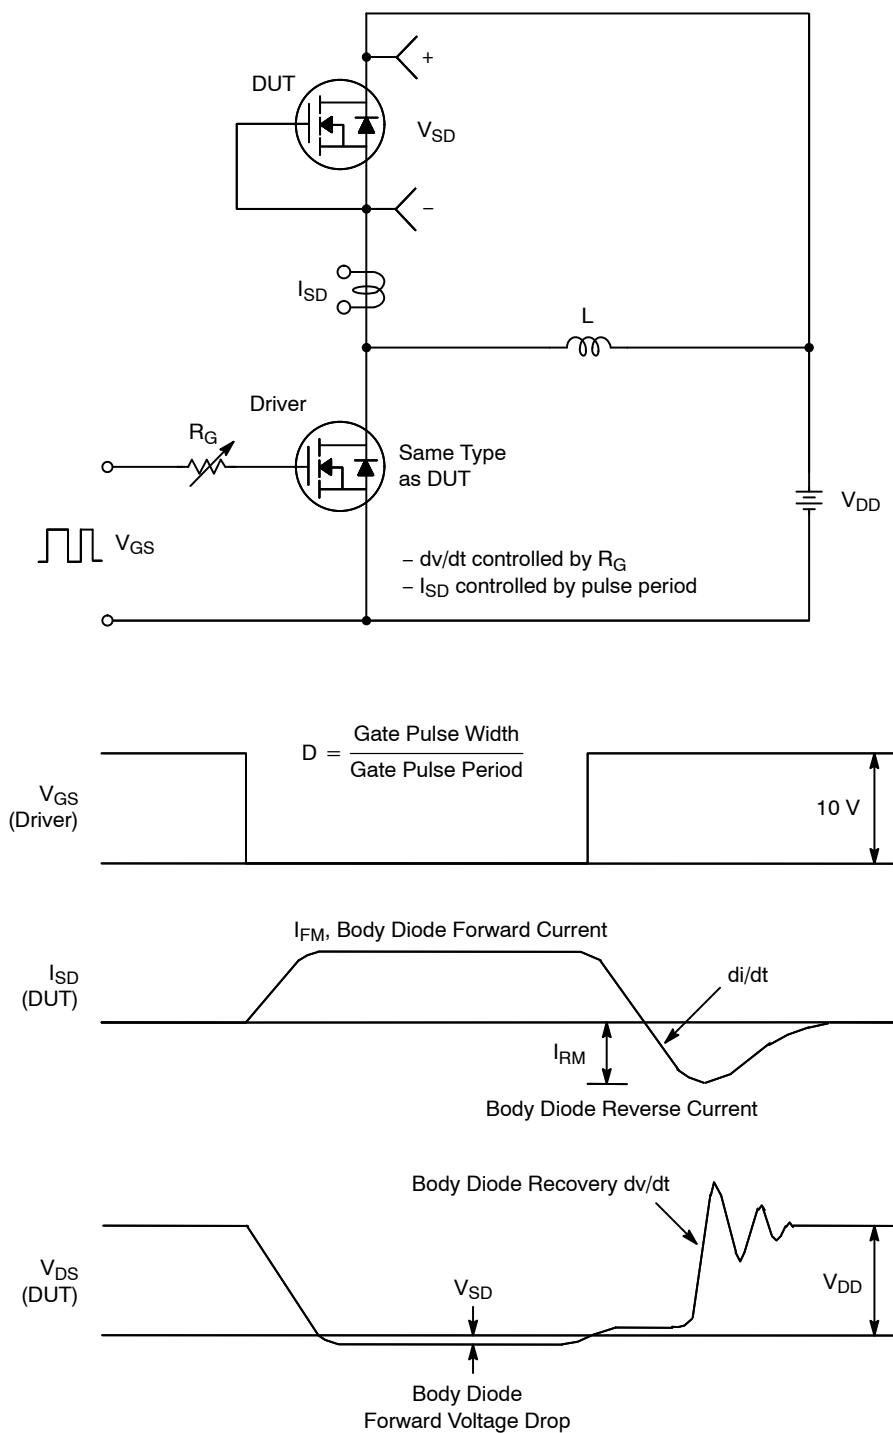 DUT
+
V_SD
−
I_SD
L
Driver
R_G
Same Type
as DUT
V_DD
V_GS
− dv/dt controlled by R_G
− I_SD controlled by pulse period
D = Gate Pulse Width
Gate Pulse Period
V_GS
(Driver)
10 V
I_FM, Body Diode Forward Current
I_SD
(DUT)
di/dt
I_RM
Body Diode Reverse Current
Body Diode Recovery dv/dt
V_DS
(DUT)
V_SD
V_DD
Body Diode
Forward Voltage Drop